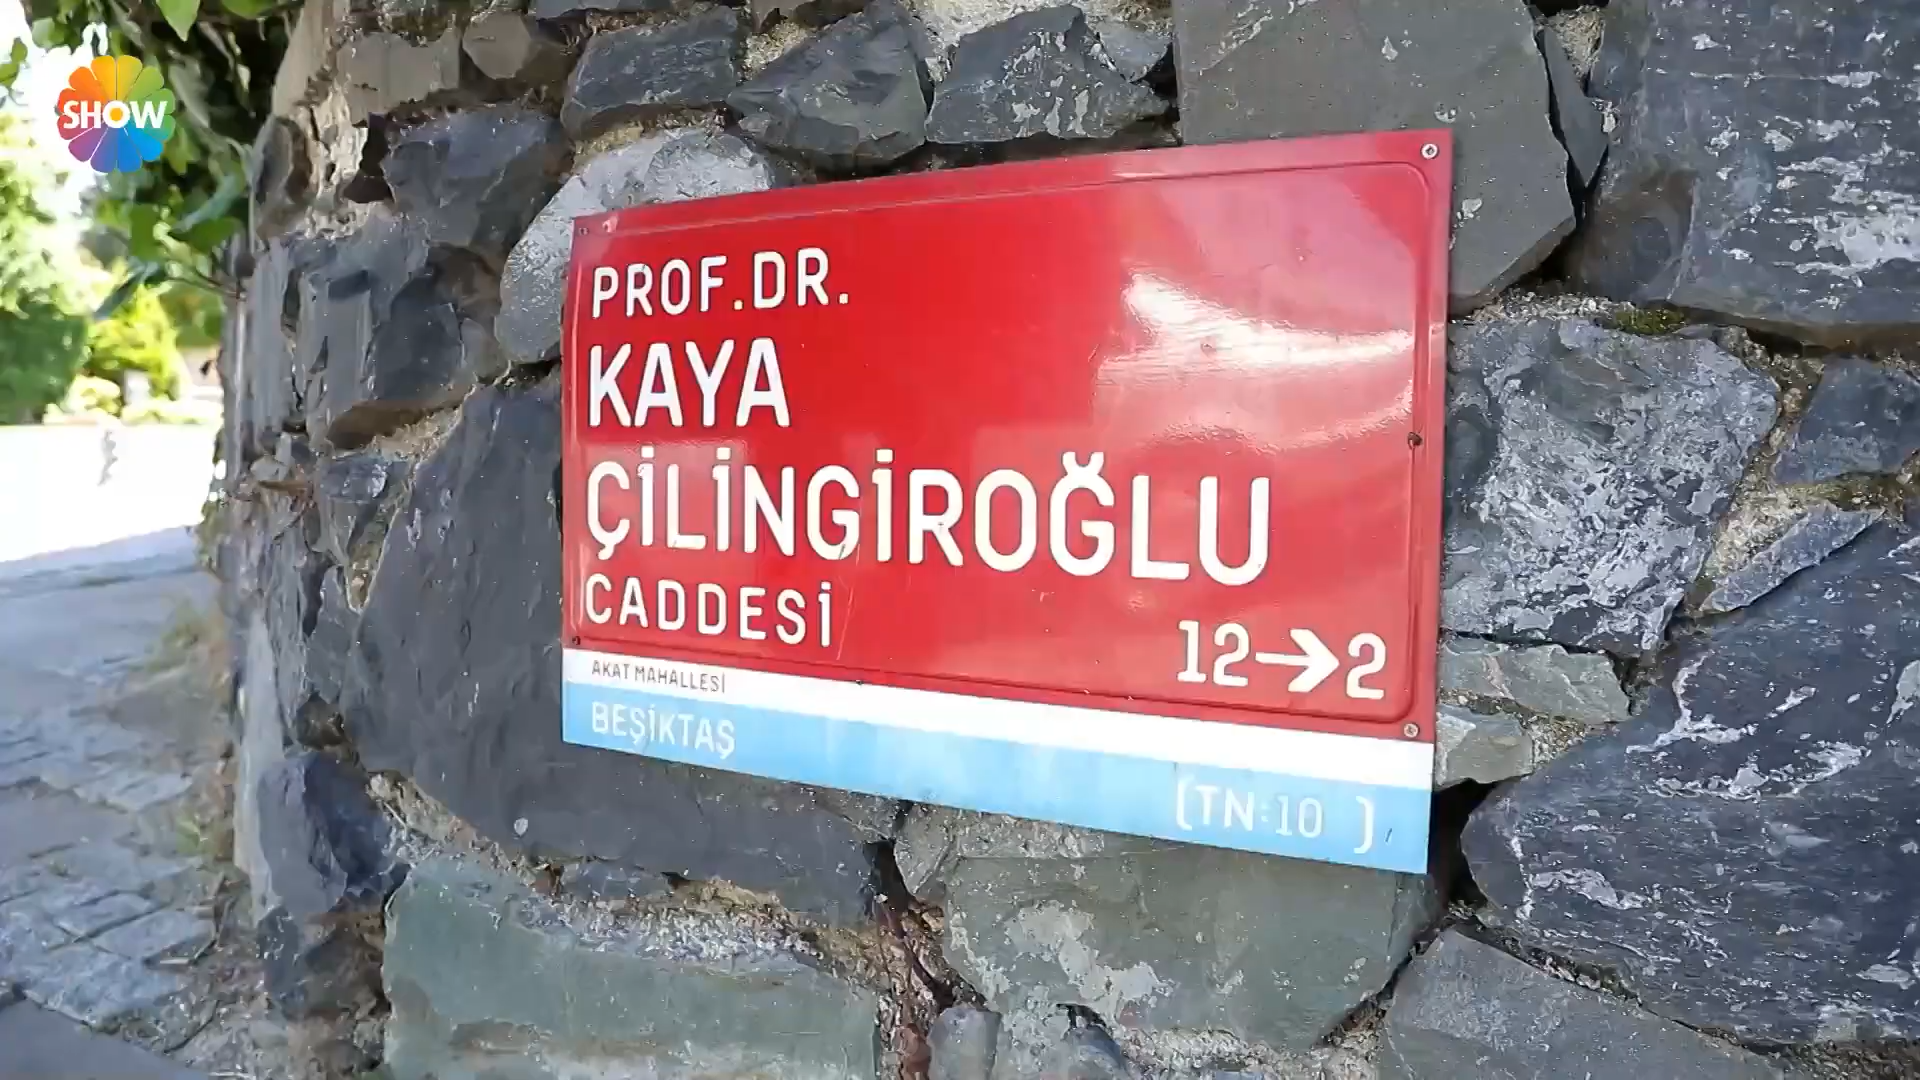 SHOW
PROF.DR.
KAYA
ÇİLİNGİROĞLU
CADDESİ
12→2
AKAT MAHALLESİ
BEŞİKTAŞ
(TN:10 )